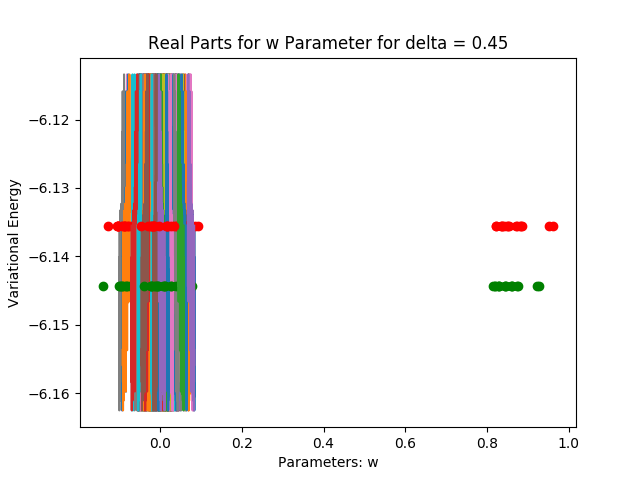 Real Parts for w Parameter for delta = 0.45
Variational Energy
−6.12
−6.13
−6.14
−6.15
−6.16
0.0 0.2 0.4 0.6 0.8 1.0
Parameters: w